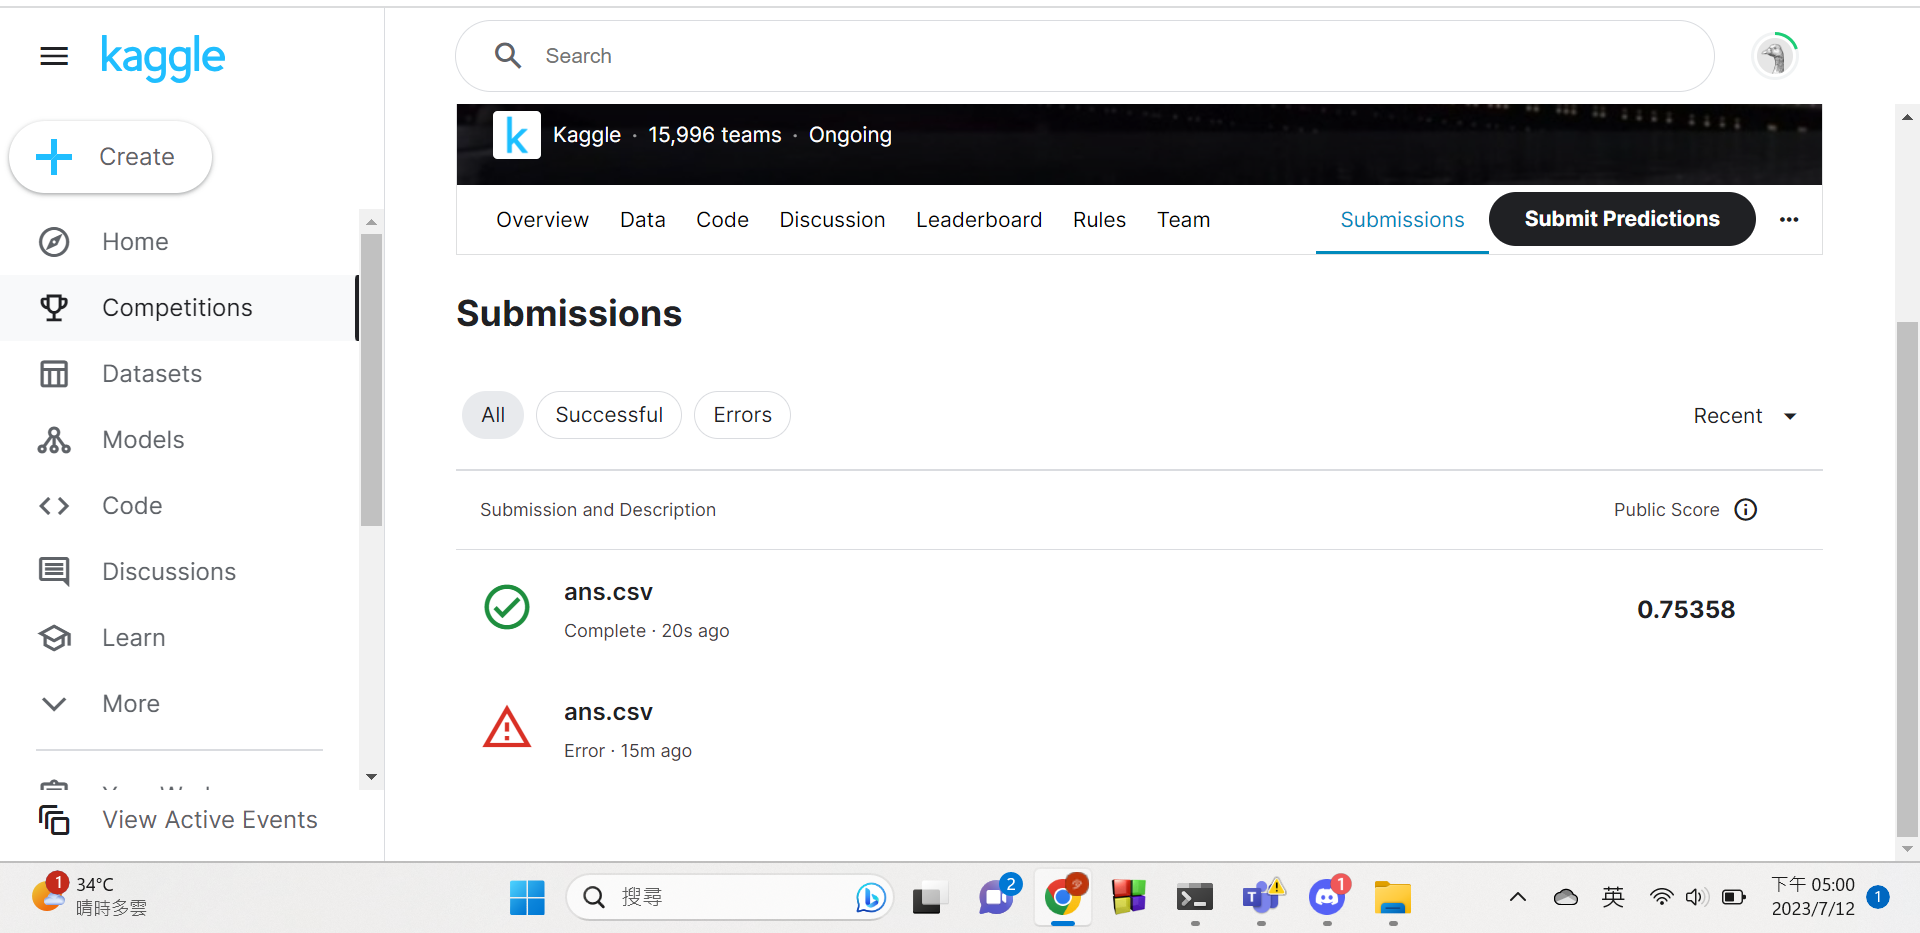 kaggle
Search
Create
Home
Competitions
Datasets
Models
Code
Discussions
Learn
More
View Active Events
k
Kaggle · 15,996 teams · Ongoing
Overview Data Code Discussion Leaderboard Rules Team Submissions Submit Predictions
Submissions
All Successful Errors Recent
Submission and Description Public Score
ans.csv
Complete · 20s ago
0.75358
ans.csv
Error · 15m ago
1
34°C
晴時多雲
搜尋
2
1
英
下午 05:00
2023/7/12
1